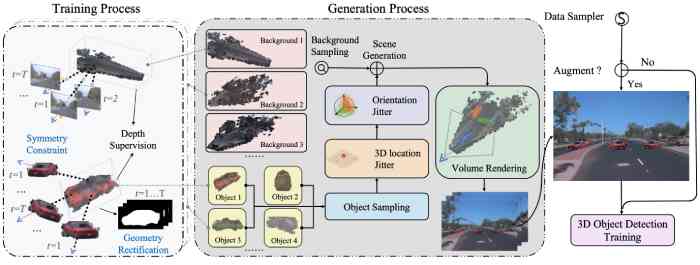 Training Process
t=T
...
t=1
t=2
Depth
Supervision
Symmetry
Constraint
t=1
t=T
...
t=1
t=1...T
Geometry
Rectification
Generation Process
Background 1
Background 2
Background 3
......
Object 1
Object 2
Object 3
Object 4
......
Background
Sampling
Scene
Generation
Orientation
Jitter
3D location
Jitter
Object Sampling
Volume Rendering
Data Sampler
S
Augment ?
No
Yes
3D Object Detection
Training